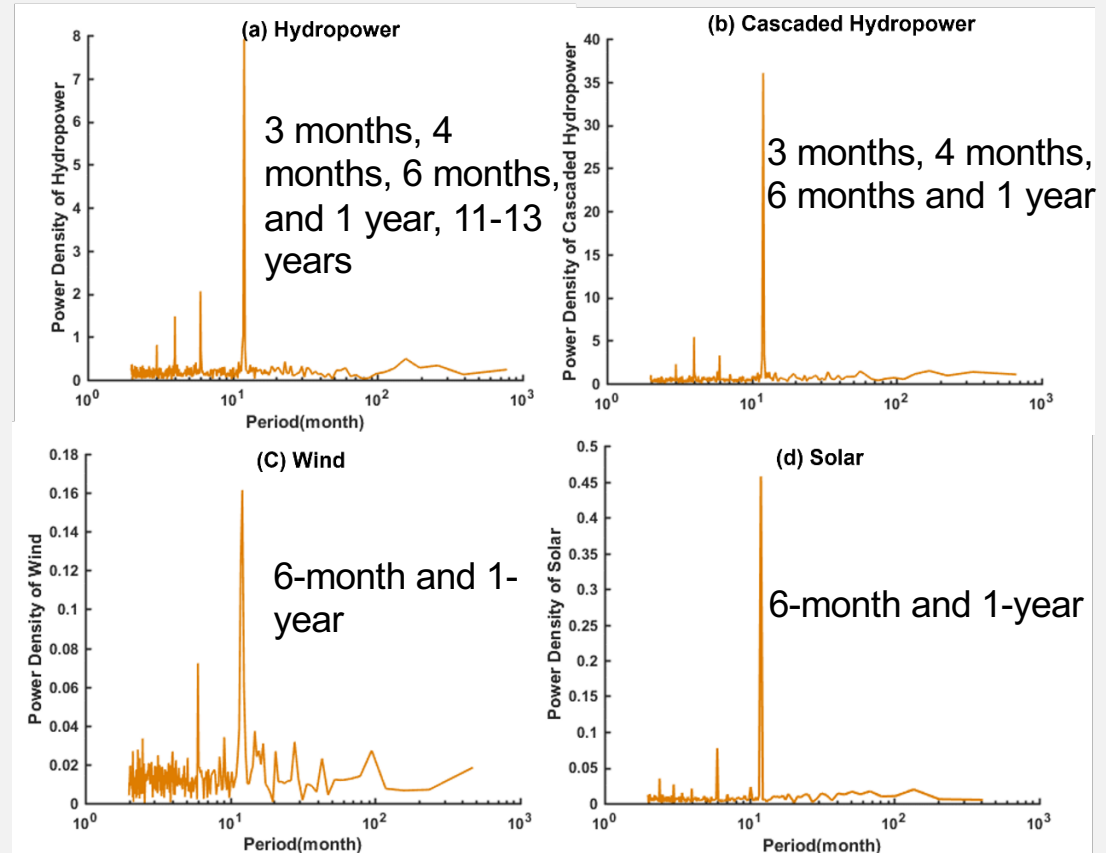 (a) Hydropower
8
7
6
5
4
3
2
1
0
Power Density of Hydropower
3 months, 4
months, 6 months,
and 1 year, 11-13
years
10^0
10^1
10^2
10^3
Period(month)
(b) Cascaded Hydropower
40
35
30
25
20
15
10
5
0
Power Density of Cascaded Hydropower
3 months, 4 months,
6 months and 1 year
10^0
10^1
10^2
10^3
(C) Wind
0.18
0.16
0.14
0.12
0.1
0.08
0.06
0.04
0.02
0
Power Density of Wind
6-month and 1-
year
10^0
10^1
10^2
10^3
Period(month)
(d) Solar
0.5
0.45
0.4
0.35
0.3
0.25
0.2
0.15
0.1
0.05
0
Power Density of Solar
6-month and 1-year
10^0
10^1
10^2
10^3
Period(month)